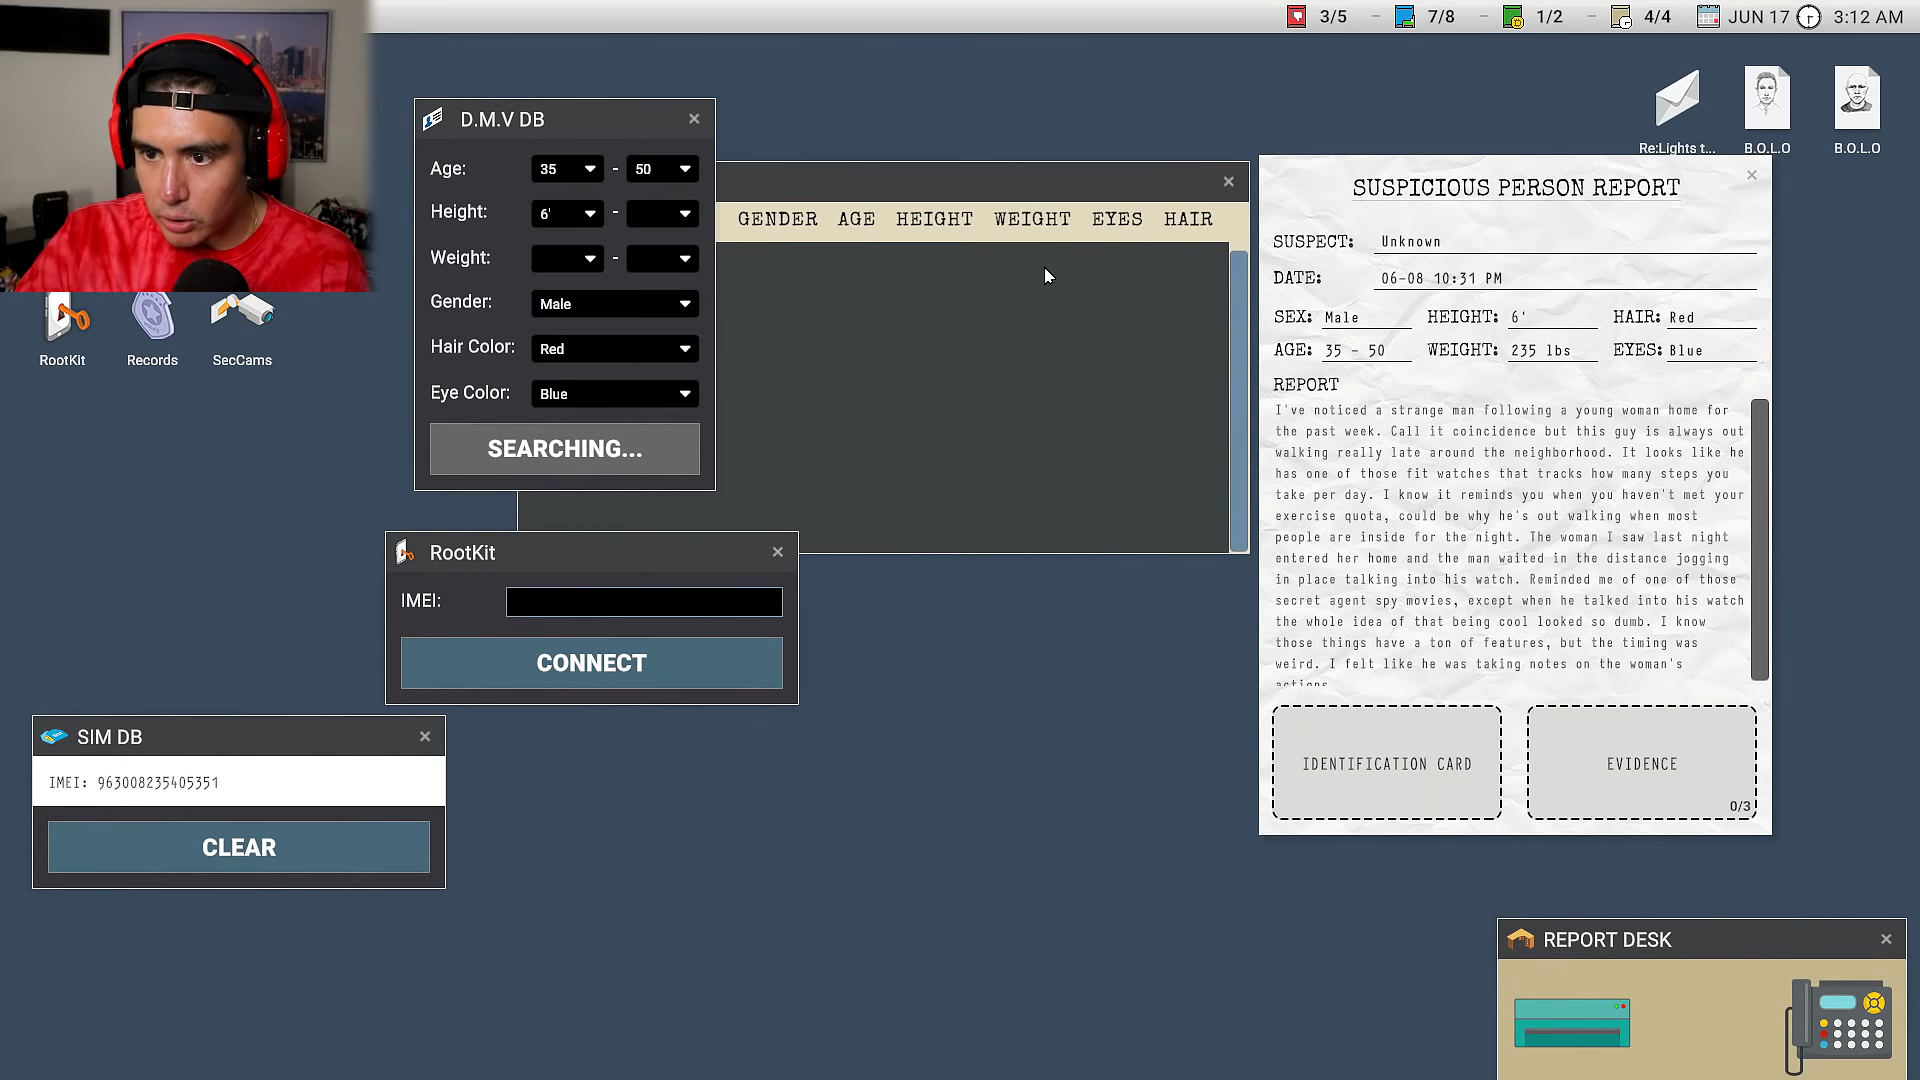 3/5
7/8
1/2
4/4
JUN 17
3:12 AM
Re:Lights t...
B.O.L.O
B.O.L.O
RootKit
Records
SecCams
D.M.V DB
Age: 35 - 50
Height: 6' -
Weight: -
Gender: Male
Hair Color: Red
Eye Color: Blue
SEARCHING...
GENDER AGE HEIGHT WEIGHT EYES HAIR
RootKit
IMEI:
CONNECT
SIM DB
IMEI: 963008235405351
CLEAR
SUSPICIOUS PERSON REPORT
SUSPECT: Unknown
DATE: 06-08 10:31 PM
SEX: Male HEIGHT: 6' HAIR: Red
AGE: 35 - 50 WEIGHT: 235 lbs EYES: Blue
REPORT
I've noticed a strange man following a young woman home for
the past week. Call it coincidence but this guy is always out
walking really late around the neighborhood. It looks like he
has one of those fit watches that tracks how many steps you
take per day. I know it reminds you when you haven't met your
exercise quota, could be why he's out walking when most
people are inside for the night. The woman I saw last night
entered her home and the man waited in the distance jogging
in place talking into his watch. Reminded me of one of those
secret agent spy movies, except when he talked into his watch
the whole idea of that being cool looked so dumb. I know
those things have a ton of features, but the timing was
weird. I felt like he was taking notes on the woman's
actions
IDENTIFICATION CARD
EVIDENCE
0/3
REPORT DESK